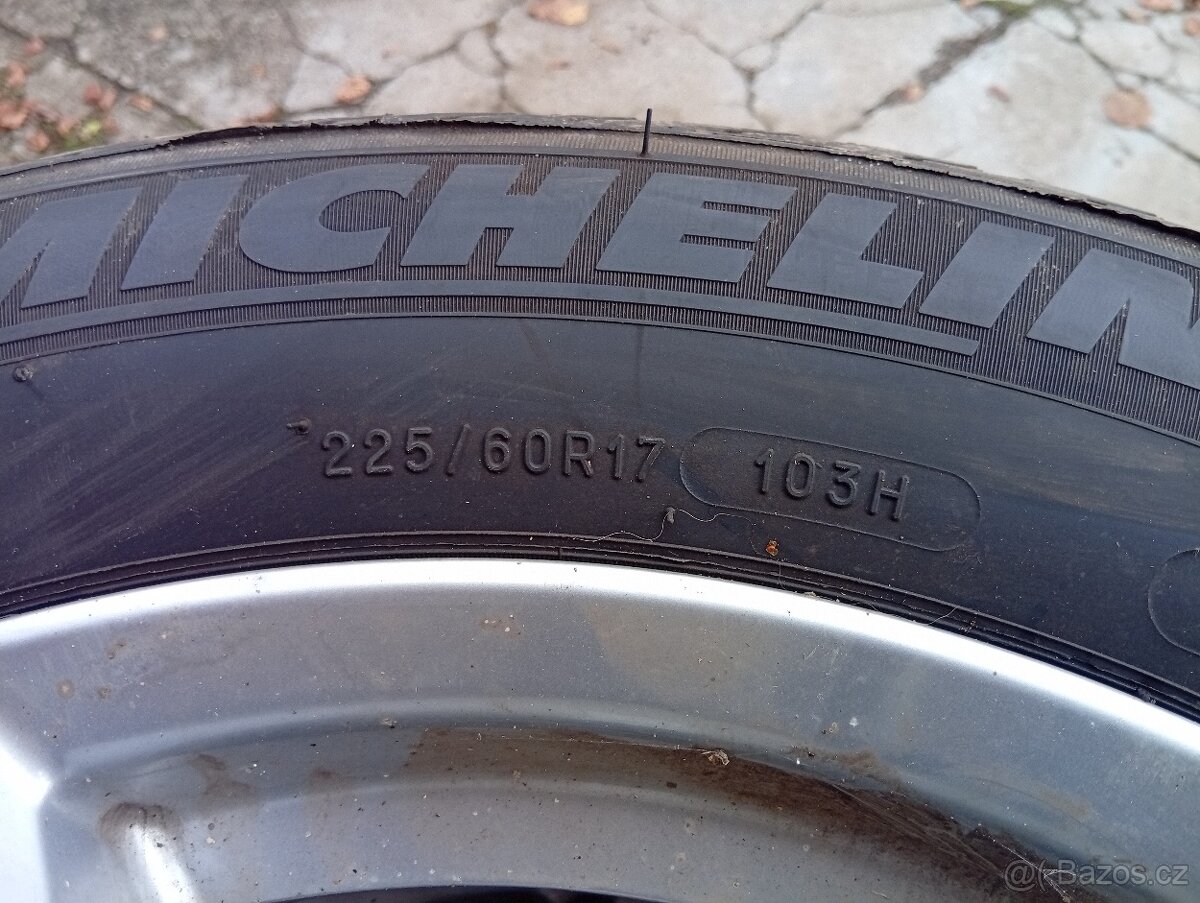 MICHELIN
225/60R17 103H
@(-Bazos.cz